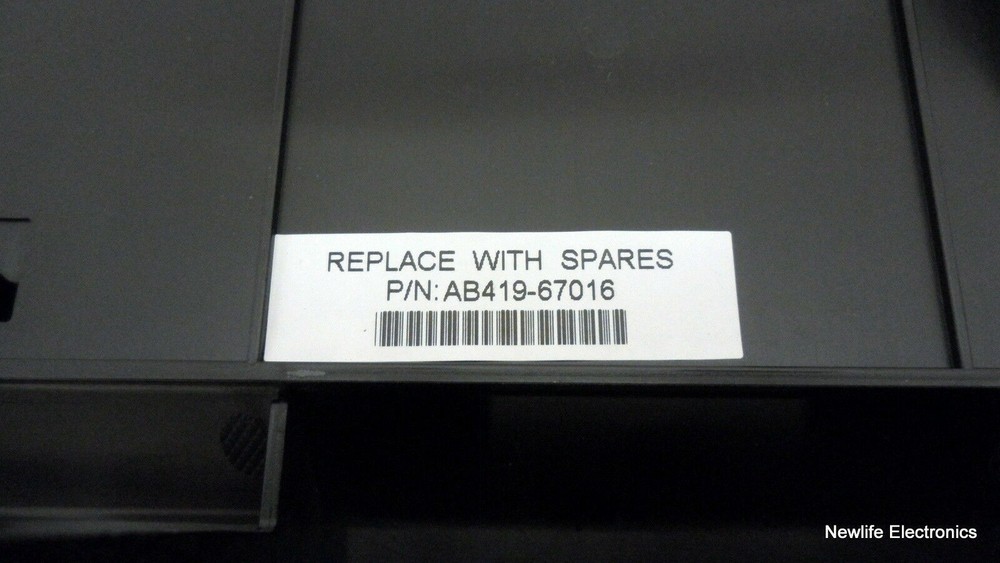 REPLACE WITH SPARES
P/N: AB419-67016
Newlife Electronics